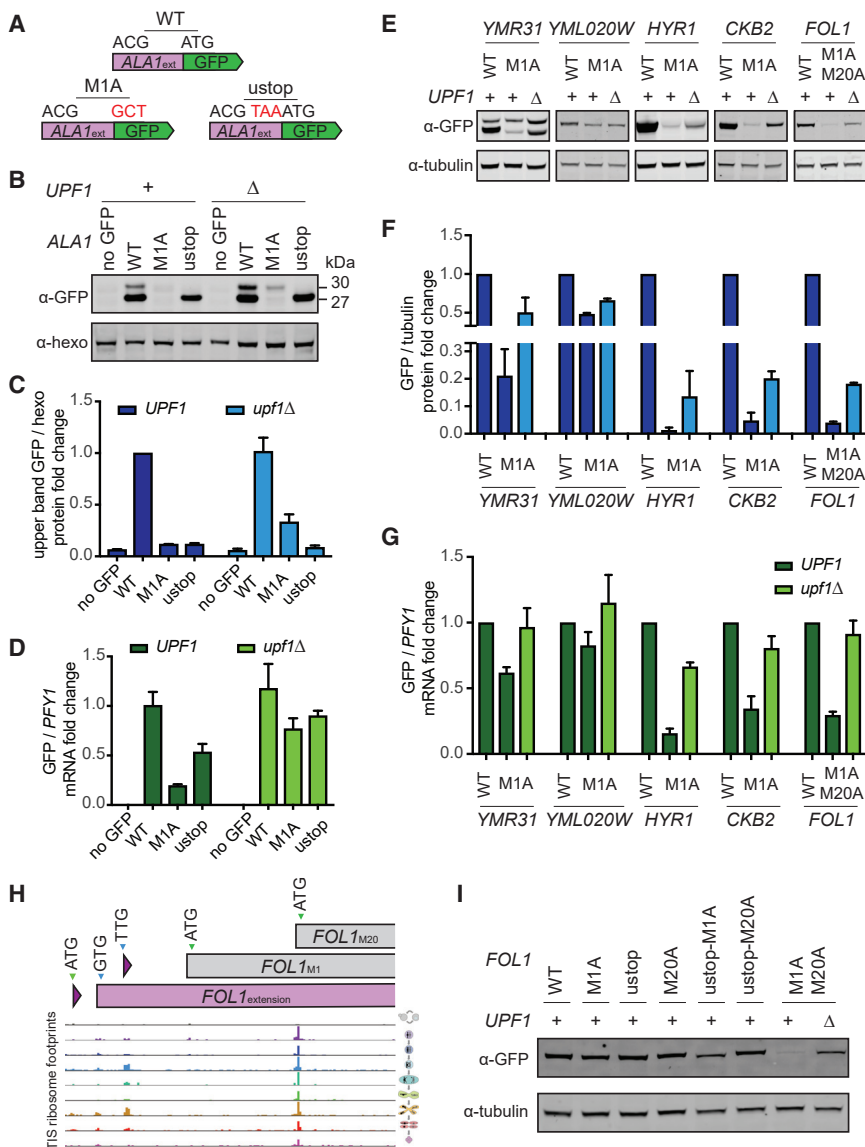 A
WT
ACG ATG
ALA1ext GFP
M1A
ACG GCT
ALA1ext GFP
ustop
ACG TAAATG
ALA1ext GFP
B
UPF1 + Δ
ALA1 no GFP WT M1A ustop no GFP WT M1A ustop
kDa
α-GFP
30
27
α-hexo
C
UPF1 upf1Δ
upper band GFP / hexo
protein fold change
1.0
0.5
0
no GFP WT M1A ustop no GFP WT M1A ustop
D
UPF1 upf1Δ
GFP / PFY1
mRNA fold change
1.5
1.0
0.5
0.0
no GFP WT M1A ustop no GFP WT M1A ustop
E
YMR31 YML020W HYR1 CKB2 FOL1
WT M1A WT M1A WT M1A WT M1A WT M1A
M20A
UPF1 + + Δ + + Δ + + Δ + + Δ + + Δ
α-GFP
α-tubulin
F
GFP / tubulin
protein fold change
1.0
0.5
0.3
0.2
0.1
0
WT M1A WT M1A WT M1A WT M1A WT M1A
M20A
YMR31 YML020W HYR1 CKB2 FOL1
G
UPF1
upf1Δ
GFP / PFY1
mRNA fold change
1.5
1.0
0.5
0
WT M1A WT M1A WT M1A WT M1A WT M1A
M20A
YMR31 YML020W HYR1 CKB2 FOL1
H
ATG GTG TTG ATG ATG
FOL1M20
FOL1M1
FOL1extension
TIS ribosome footprints
I
FOL1 WT M1A ustop M20A ustop-M1A ustop-M20A M1A M20A
UPF1 + + + + + + + Δ
α-GFP
α-tubulin